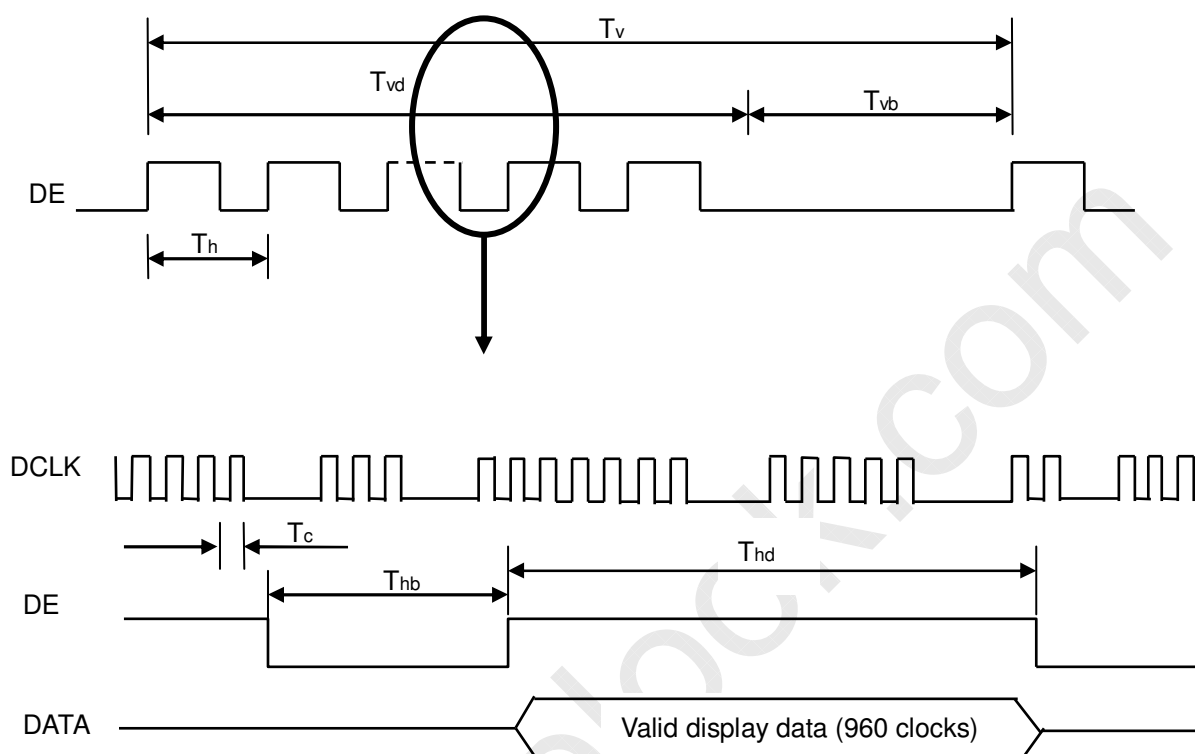 Tv
Tvd
Tvb
DE
Th
DCLK
Tc
Thd
Thb
DE
DATA
Valid display data (960 clocks)